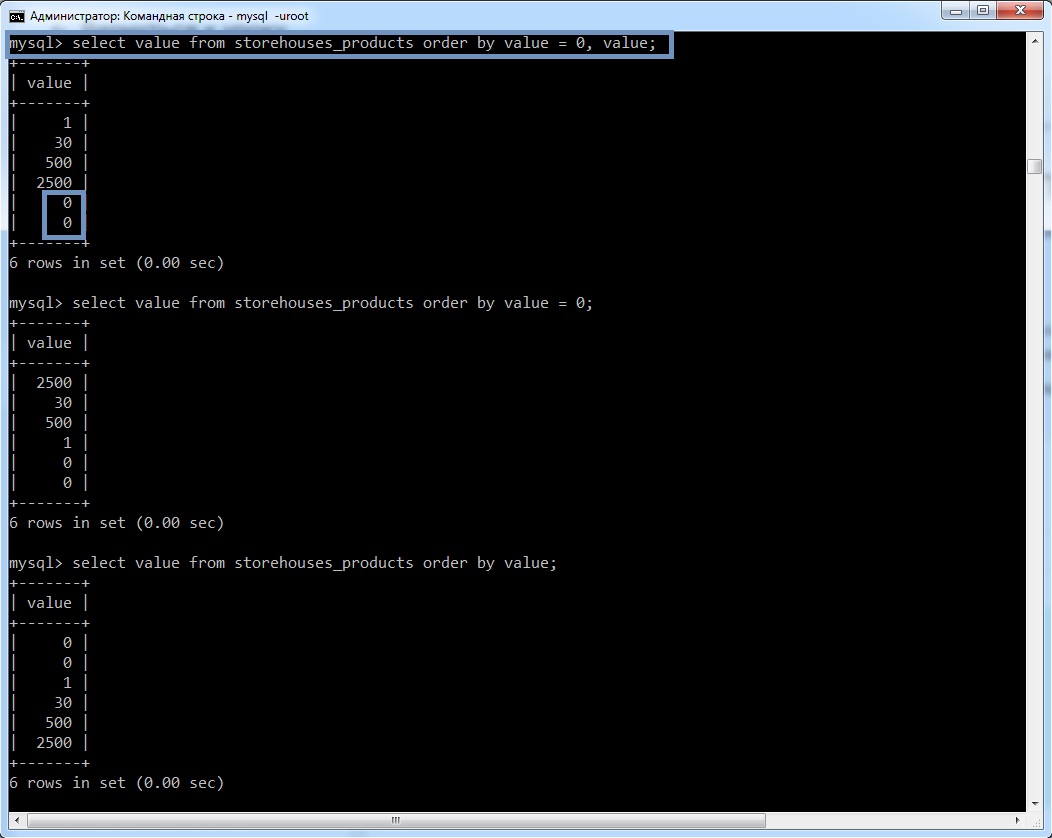 Администратор: Командная строка - mysql -uroot
mysql> select value from storehouses_products order by value = 0, value;
+-------+
| value |
+-------+
|     1 |
|    30 |
|   500 |
|  2500 |
|     0 |
|     0 |
+-------+
6 rows in set (0.00 sec)
mysql> select value from storehouses_products order by value = 0;
+-------+
| value |
+-------+
|  2500 |
|    30 |
|   500 |
|     1 |
|     0 |
|     0 |
+-------+
6 rows in set (0.00 sec)
mysql> select value from storehouses_products order by value;
+-------+
| value |
+-------+
|     0 |
|     0 |
|     1 |
|    30 |
|   500 |
|  2500 |
+-------+
6 rows in set (0.00 sec)